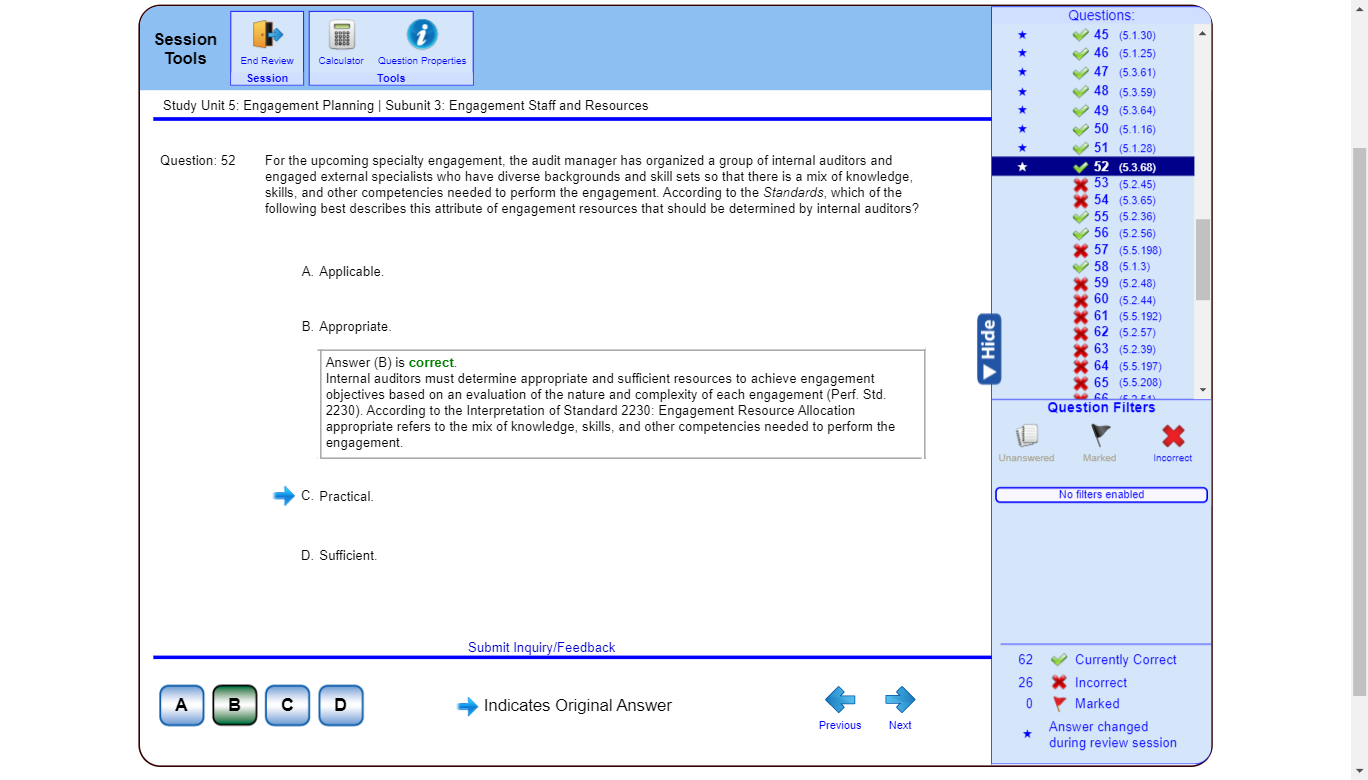 Session
Tools
End Review
Session
Calculator
Question Properties
Tools
Study Unit 5: Engagement Planning | Subunit 3: Engagement Staff and Resources
Question: 52
For the upcoming specialty engagement, the audit manager has organized a group of internal auditors and
engaged external specialists who have diverse backgrounds and skill sets so that there is a mix of knowledge,
skills, and other competencies needed to perform the engagement. According to the Standards, which of the
following best describes this attribute of engagement resources that should be determined by internal auditors?
A. Applicable.
B. Appropriate.
Answer (B) is correct.
Internal auditors must determine appropriate and sufficient resources to achieve engagement
objectives based on an evaluation of the nature and complexity of each engagement (Perf. Std.
2230). According to the Interpretation of Standard 2230: Engagement Resource Allocation
appropriate refers to the mix of knowledge, skills, and other competencies needed to perform the
engagement.
C. Practical.
D. Sufficient.
Submit Inquiry/Feedback
A
B
C
D
Indicates Original Answer
Previous
Next
Hide
Questions:
45 (5.1.30)
46 (5.1.25)
47 (5.3.61)
48 (5.3.59)
49 (5.3.64)
50 (5.1.16)
51 (5.1.28)
52 (5.3.68)
53 (5.2.45)
54 (5.3.65)
55 (5.2.36)
56 (5.2.56)
57 (5.5.198)
58 (5.1.3)
59 (5.2.48)
60 (5.2.44)
61 (5.5.192)
62 (5.2.57)
63 (5.2.39)
64 (5.5.197)
65 (5.5.208)
66 (5.2.51)
Question Filters
Unanswered
Marked
Incorrect
No filters enabled
62 Currently Correct
26 Incorrect
0 Marked
Answer changed
during review session